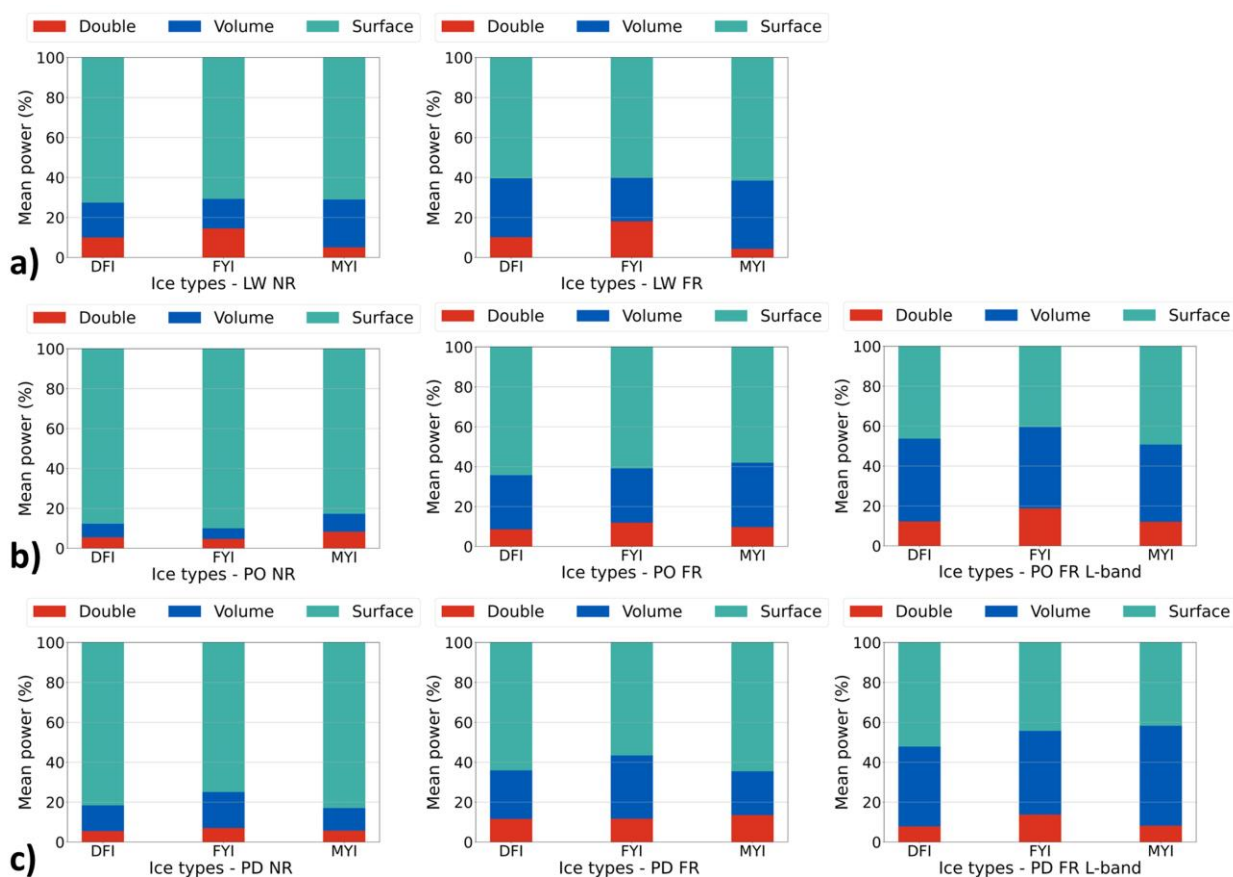 Double Volume Surface
Double Volume Surface
Mean power (%)
100
80
60
40
20
0
DFI FYI MYI
Ice types - LW NR
Mean power (%)
100
80
60
40
20
0
DFI FYI MYI
Ice types - LW FR
a)
Double Volume Surface
Double Volume Surface
Double Volume Surface
Mean power (%)
100
80
60
40
20
0
DFI FYI MYI
Ice types - PO NR
Mean power (%)
100
80
60
40
20
0
DFI FYI MYI
Ice types - PO FR
Mean power (%)
100
80
60
40
20
0
DFI FYI MYI
Ice types - PO FR L-band
b)
Double Volume Surface
Double Volume Surface
Double Volume Surface
Mean power (%)
100
80
60
40
20
0
DFI FYI MYI
Ice types - PD NR
Mean power (%)
100
80
60
40
20
0
DFI FYI MYI
Ice types - PD FR
Mean power (%)
100
80
60
40
20
0
DFI FYI MYI
Ice types - PD FR L-band
c)